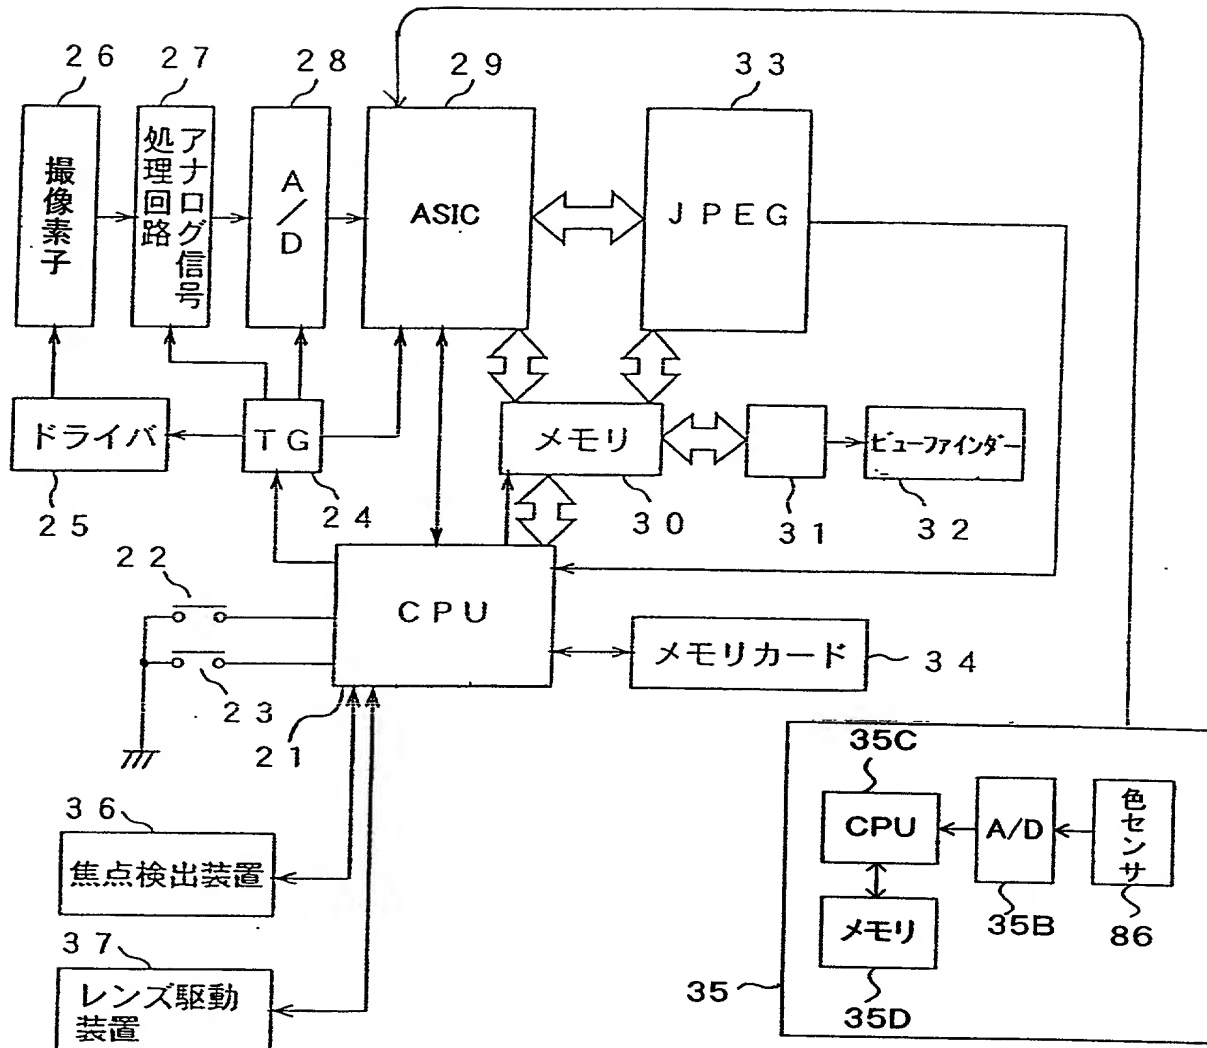 26
27
28
29
33
撮像素子
アナログ信号
処理回路
A/D
ASIC
JPEG
ドライバ
TG
メモリ
ビューファインダー
25
24
30
31
32
22
CPU
メモリカード
34
23
21
35C
36
CPU
A/D
色センサ
焦点検出装置
35B
86
メモリ
37
35
35D
レンズ駆動
装置